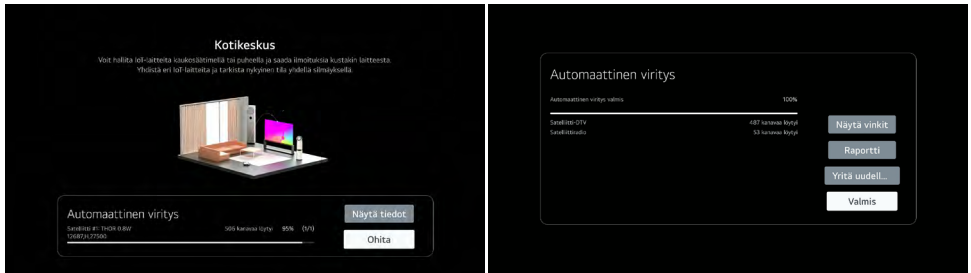 Kotikeskus
Voit hallita IoT-laitteita kaukosäätimellä tai puheella ja saada ilmoituksia kustakin laitteesta.
Yhdistä eri IoT-laitteita ja tarkista nykyinen tila yhdellä silmäyksellä.
Automaattinen viritys
Satelliitti #1: THOR 0.8W 506 kanavaa löytyi 95% (1/1)
12687,H,27500
Näytä tiedot
Ohita
Automaattinen viritys
Automaattinen viritys valmis 100%
Satelliitti-DTV 487 kanavaa löytyi
Satelliittiradio 53 kanavaa löytyi
Näytä vinkit
Raportti
Yritä uudell...
Valmis